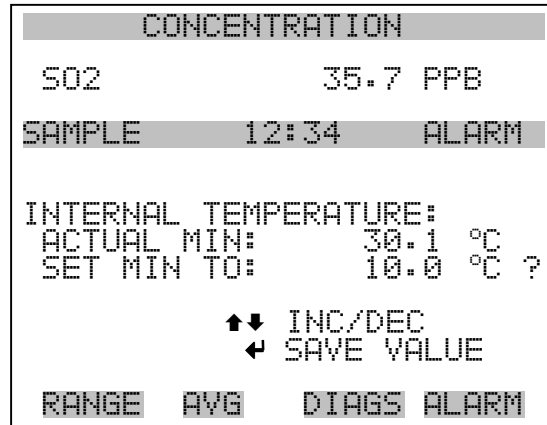 CONCENTRATION
SO2 35.7 PPB
SAMPLE 12:34 ALARM
INTERNAL TEMPERATURE:
ACTUAL MIN: 30.1 °C
SET MIN TO: 10.0 °C ?
⬆⬇ INC/DEC
↵ SAVE VALUE
RANGE AVG DIAGS ALARM